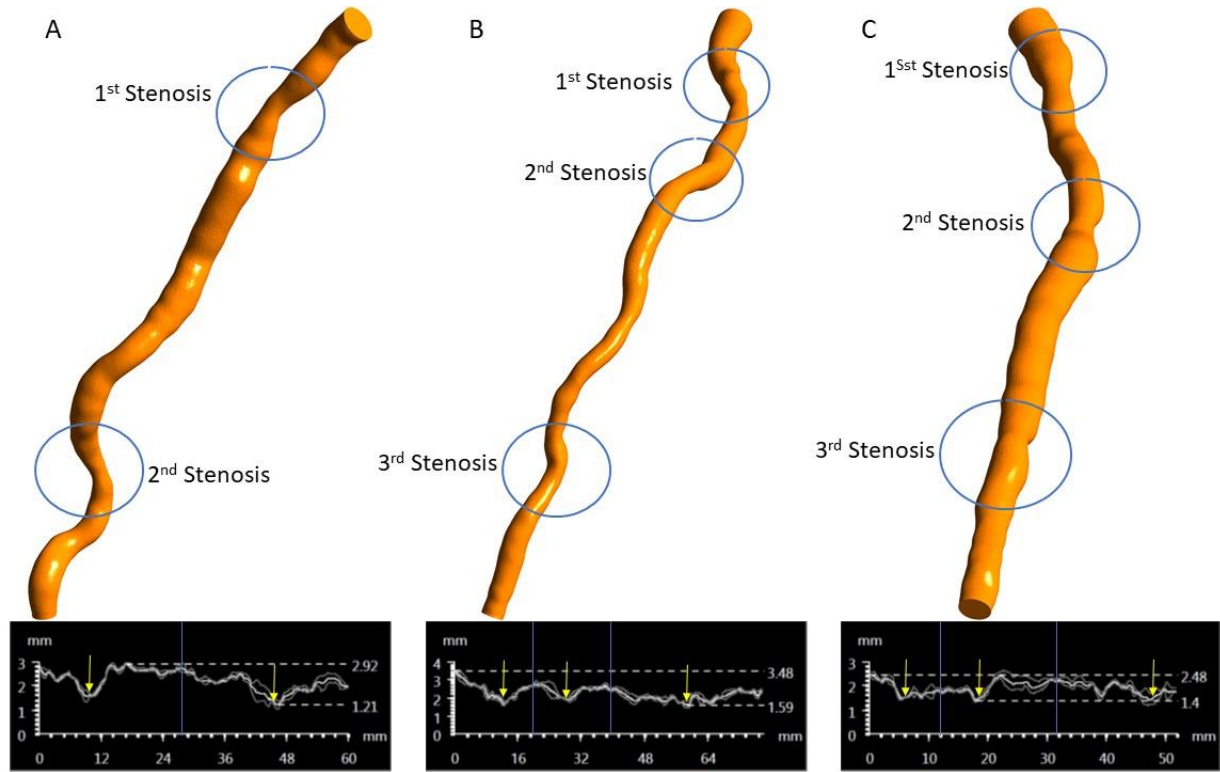 A
B
C
1st Stenosis
2nd Stenosis
1st Stenosis
2nd Stenosis
3rd Stenosis
1Sst Stenosis
2nd Stenosis
3rd Stenosis
mm
3
2
1
0
2.92
1.21
mm
0 12 24 36 48 60
mm
4
3
2
1
0
3.48
1.59
mm
0 16 32 48 64
mm
3
2
1
0
2.48
1.4
mm
0 10 20 30 40 50